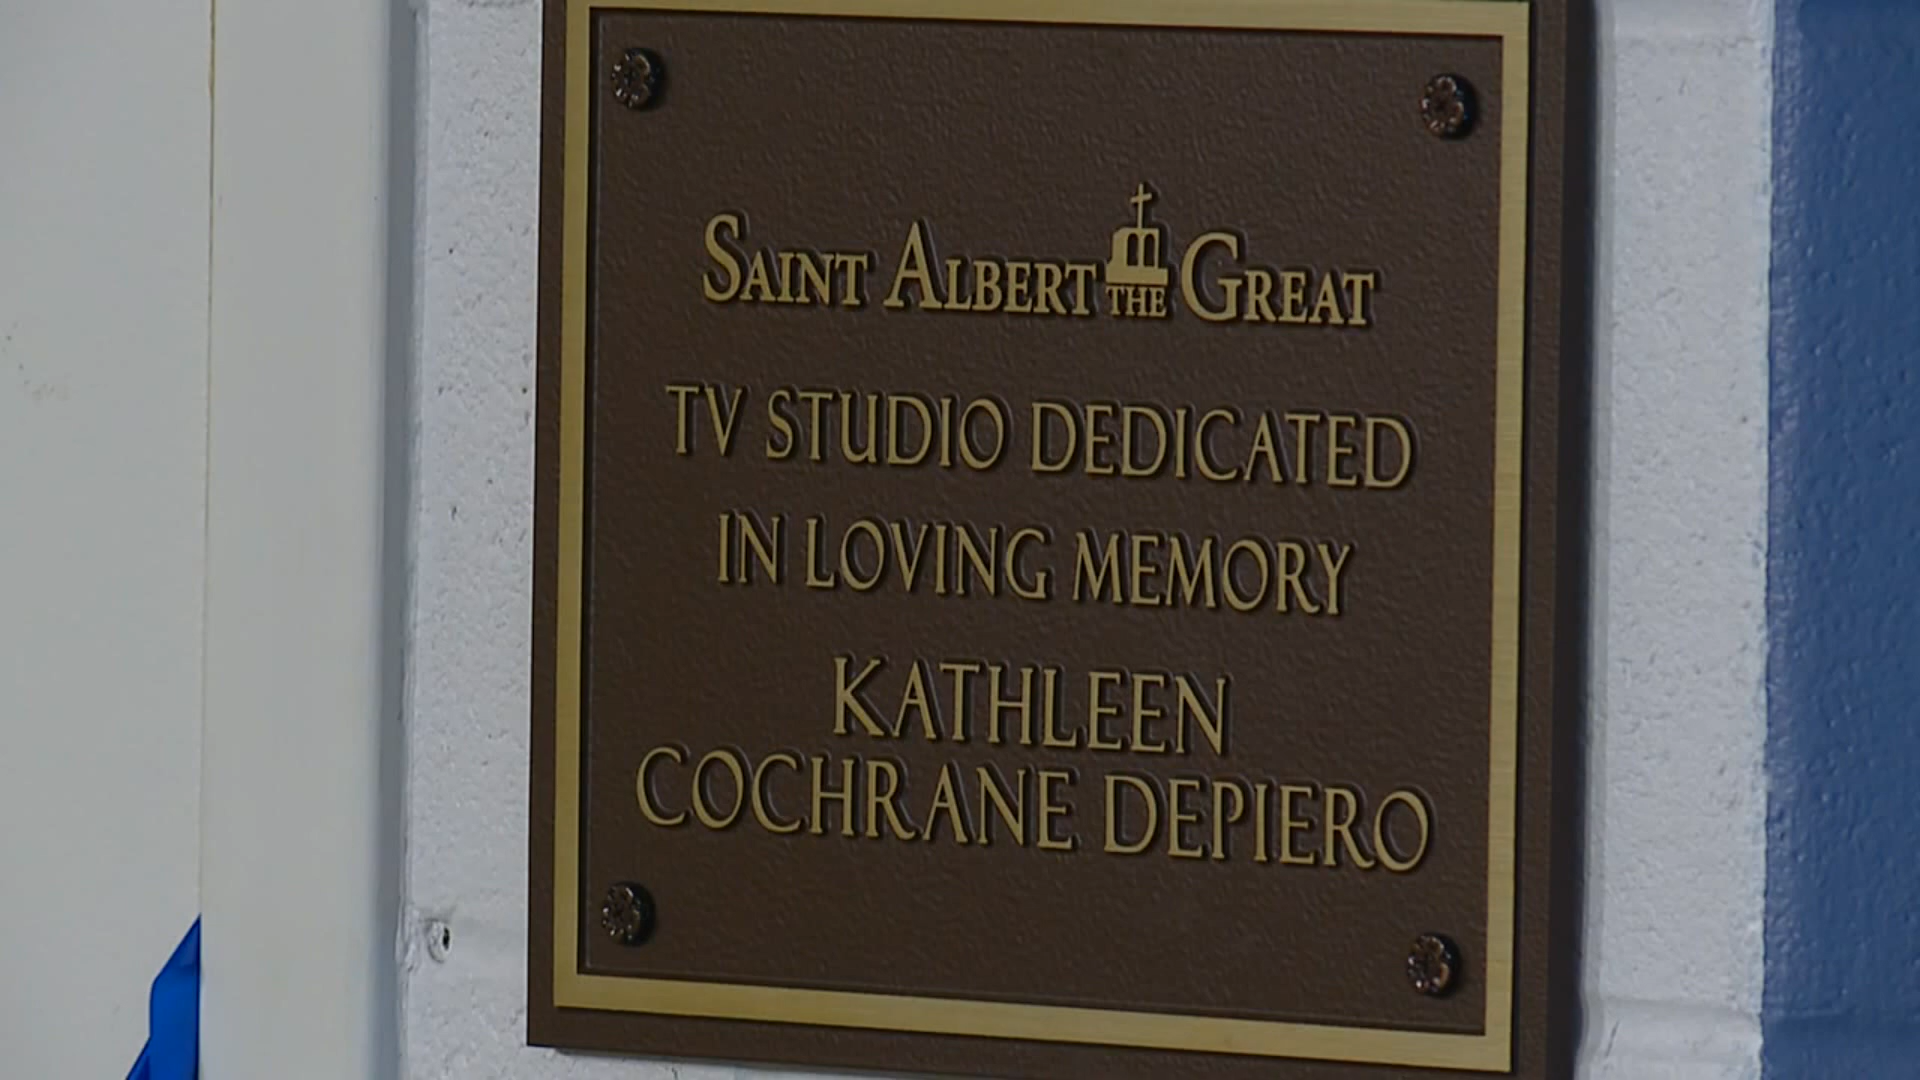 SAINT ALBERT THE GREAT
TV STUDIO DEDICATED
IN LOVING MEMORY
KATHLEEN
COCHRANE DEPIERO